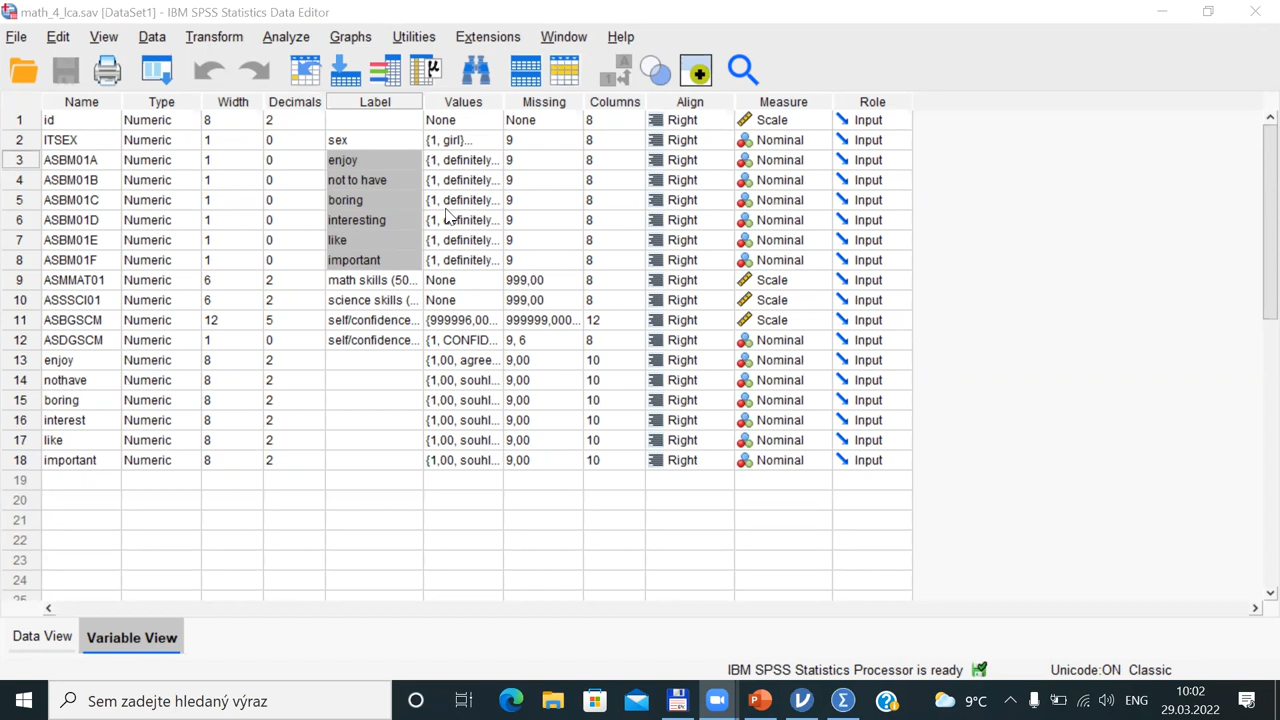 math_4_lca.sav [DataSet1] - IBM SPSS Statistics Data Editor
File Edit View Data Transform Analyze Graphs Utilities Extensions Window Help
Name Type Width Decimals Label Values Missing Columns Align Measure Role
1 id Numeric 8 2 None None 8 Right Scale Input
2 ITSEX Numeric 1 0 sex {1, girl}... 9 8 Right Nominal Input
3 ASBM01A Numeric 1 0 enjoy {1, definitely... 9 8 Right Nominal Input
4 ASBM01B Numeric 1 0 not to have {1, definitely... 9 8 Right Nominal Input
5 ASBM01C Numeric 1 0 boring {1, definitely... 9 8 Right Nominal Input
6 ASBM01D Numeric 1 0 interesting {1, definitely... 9 8 Right Nominal Input
7 ASBM01E Numeric 1 0 like {1, definitely... 9 8 Right Nominal Input
8 ASBM01F Numeric 1 0 important {1, definitely... 9 8 Right Nominal Input
9 ASMMAT01 Numeric 6 2 math skills (50... None 999,00 8 Right Scale Input
10 ASSSCI01 Numeric 6 2 science skills (... None 999,00 8 Right Scale Input
11 ASBGSCM Numeric 12 5 self/confidence... {999996,00... 999999,000... 12 Right Scale Input
12 ASDGSCM Numeric 1 0 self/confidence... {1, CONFID... 9, 6 8 Right Nominal Input
13 enjoy Numeric 8 2 {1,00, agree... 9,00 10 Right Nominal Input
14 nothave Numeric 8 2 {1,00, souhl... 9,00 10 Right Nominal Input
15 boring Numeric 8 2 {1,00, souhl... 9,00 10 Right Nominal Input
16 interest Numeric 8 2 {1,00, souhl... 9,00 10 Right Nominal Input
17 like Numeric 8 2 {1,00, souhl... 9,00 10 Right Nominal Input
18 important Numeric 8 2 {1,00, souhl... 9,00 10 Right Nominal Input
19
20
21
22
23
24
25
Data View Variable View
IBM SPSS Statistics Processor is ready Unicode:ON Classic
Sem zadejte hledaný výraz 9°C ENG 10:02
29.03.2022